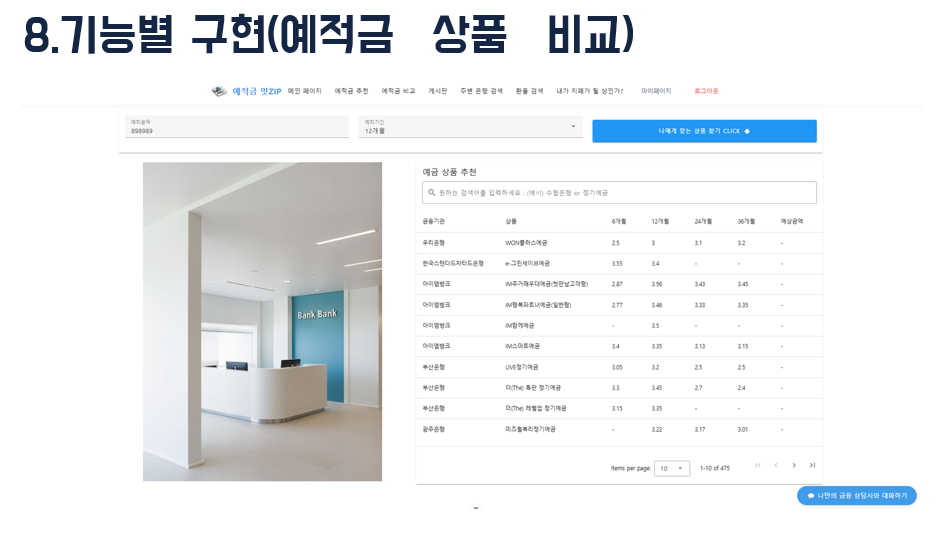 8.기능별 구현(예적금 상품 비교)
예적금 맛ZIP 메인 페이지 예적금 추천 예적금 비교 게시판 주변 은행 검색 환율 검색 내가 지폐가 될 상인가? 마이페이지 로그아웃
예치금액
898989
예치기간
12개월
나에게 맞는 상품 찾기 CLICK
예금 상품 추천
원하는 검색어를 입력하세요 : (예시) 수협은행 or 정기예금
금융기관 상품 6개월 12개월 24개월 36개월 예상금액
우리은행 WON플러스예금 2.5 3 3.1 3.2 -
한국스탠다드차타드은행 e-그린세이브예금 3.55 3.4 - - -
아이엠뱅크 iM주거래우대예금(첫만남고객형) 2.87 3.56 3.43 3.45 -
아이엠뱅크 iM행복파트너예금(일반형) 2.77 3.46 3.33 3.35 -
아이엠뱅크 iM함께예금 - 3.5 - - -
아이엠뱅크 iM스마트예금 3.4 3.35 3.13 3.15 -
부산은행 LIVE정기예금 3.05 3.2 2.5 2.5 -
부산은행 더(The) 특판 정기예금 3.3 3.45 2.7 2.4 -
부산은행 더(The) 레벨업 정기예금 3.15 3.35 - - -
광주은행 미즈월복리정기예금 - 3.22 3.17 3.01 -
Items per page: 10 1-10 of 475
Bank Bank
나만의 금융 상담사와 대화하기